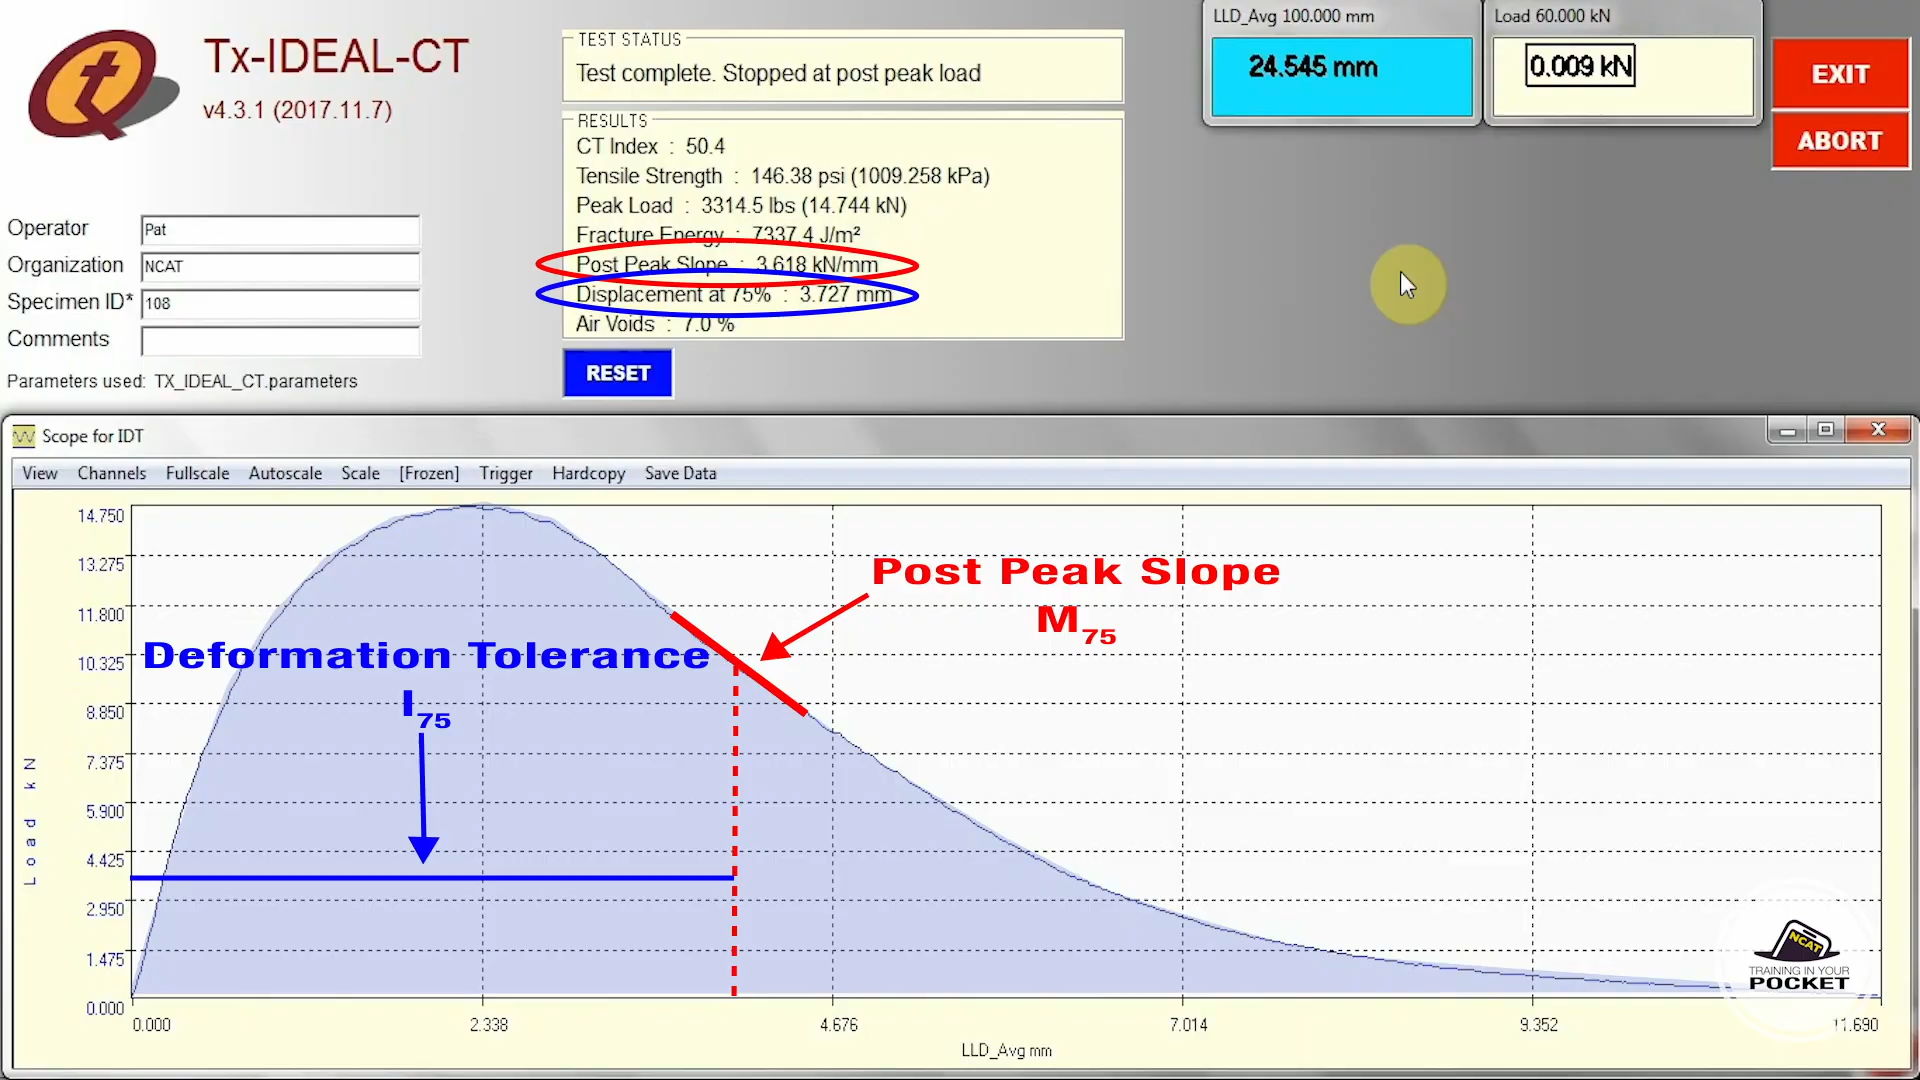 Tx-IDEAL-CT
v4.3.1 (2017.11.7)
Operator Pat
Organization NCAT
Specimen ID* 108
Comments
Parameters used: TX_IDEAL_CT.parameters
TEST STATUS
Test complete. Stopped at post peak load
RESULTS
CT Index : 50.4
Tensile Strength : 146.38 psi (1009.258 kPa)
Peak Load : 3314.5 lbs (14.744 kN)
Fracture Energy : 7337.4 J/m²
Post Peak Slope : 3.618 kN/mm
Displacement at 75% : 3.727 mm
Air Voids : 7.0 %
RESET
LLD_Avg 100.000 mm
24.545 mm
Load 60.000 kN
0.009 kN
EXIT
ABORT
Scope for IDT
View Channels Fullscale Autoscale Scale [Frozen] Trigger Hardcopy Save Data
14.750
13.275
11.800
10.325
8.850
7.375
5.900
4.425
2.950
1.475
0.000
Load kN
Post Peak Slope
M75
Deformation Tolerance
l75
0.000 2.338 4.676 7.014 9.352 11.690
LLD_Avg mm
NCAT
TRAINING IN YOUR
POCKET